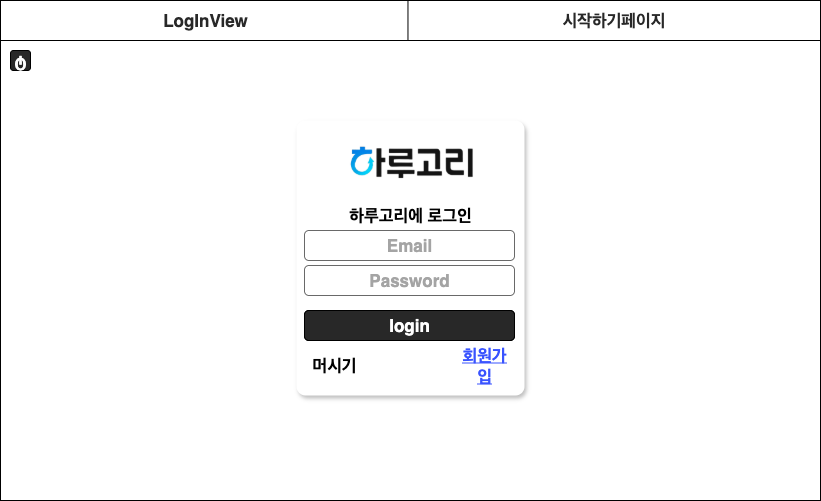 LogInView
시작하기페이지
하루고리
하루고리에 로그인
Email
Password
login
머시기
회원가
입